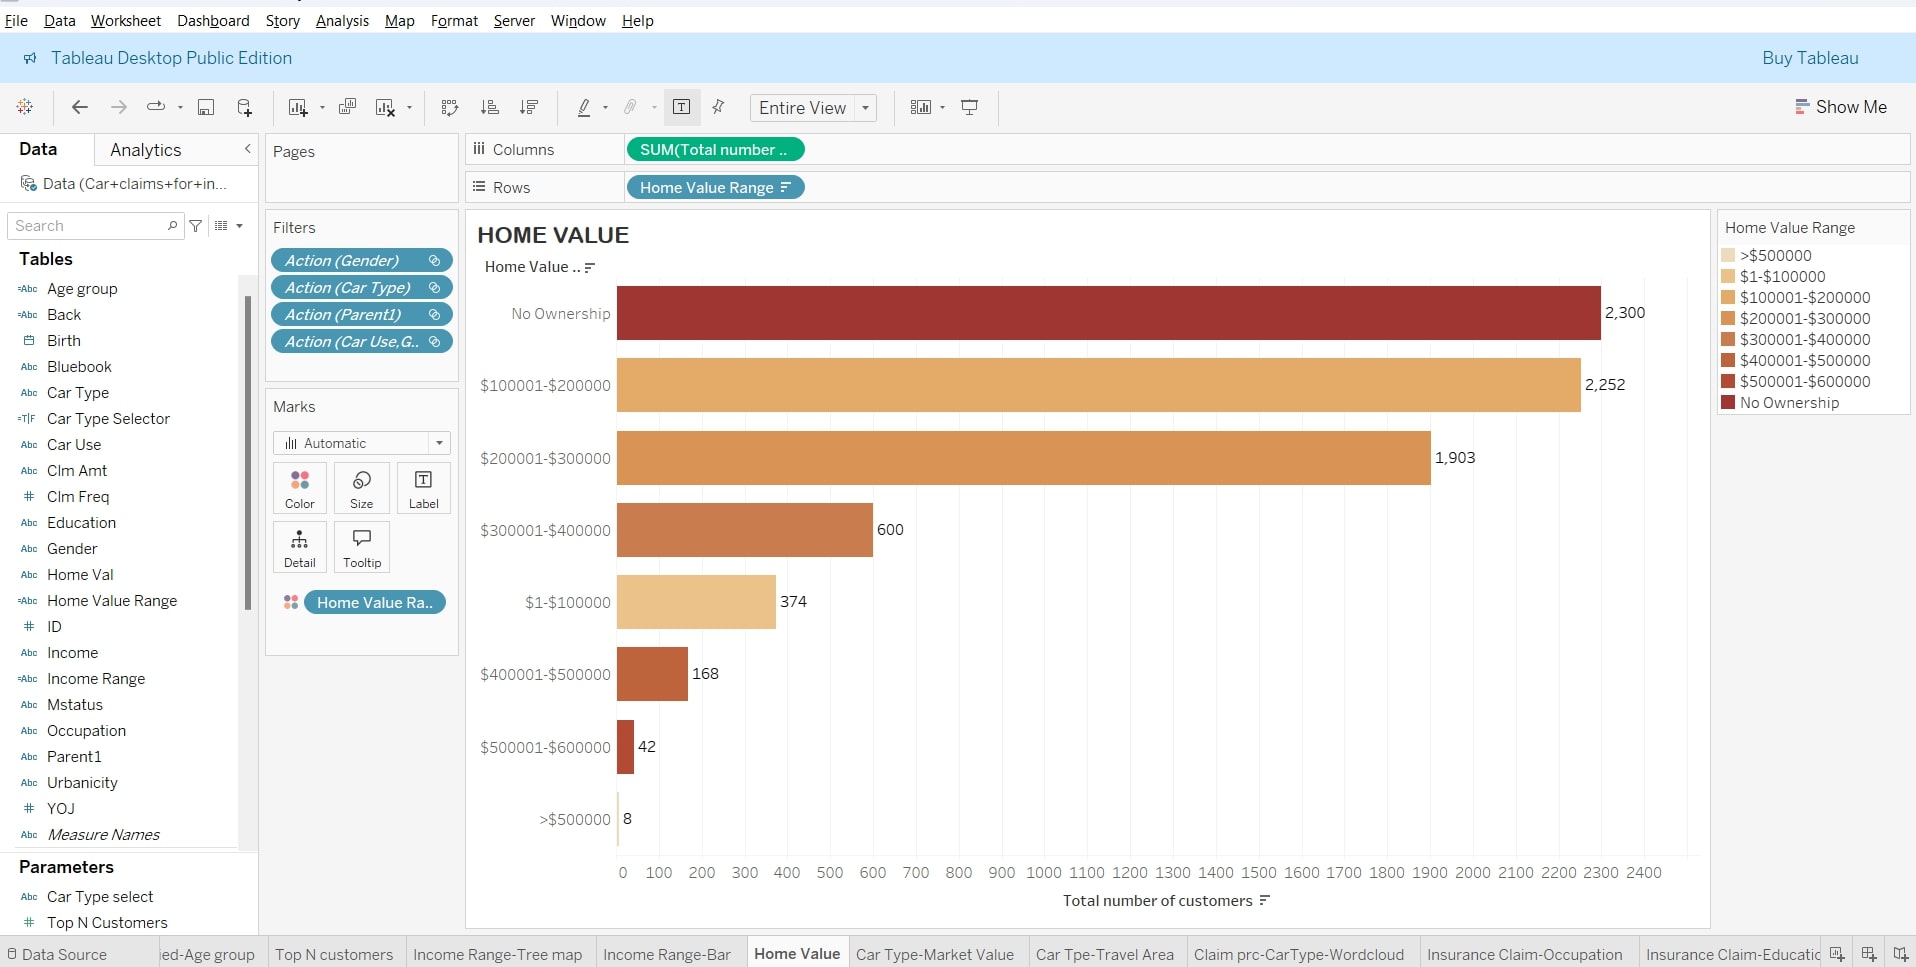 File Data Worksheet Dashboard Story Analysis Map Format Server Window Help
Tableau Desktop Public Edition Buy Tableau
Entire View Show Me
Data Analytics
Data (Car+claims+for+in...
Search
Tables
Age group
Back
Birth
Bluebook
Car Type
Car Type Selector
Car Use
Clm Amt
Clm Freq
Education
Gender
Home Val
Home Value Range
ID
Income
Income Range
Mstatus
Occupation
Parent1
Urbanicity
YOJ
Measure Names
Parameters
Car Type select
Top N Customers
Pages
Filters
Action (Gender)
Action (Car Type)
Action (Parent1)
Action (Car Use,G..
Marks
Automatic
Color Size Label
Detail Tooltip
Home Value Ra..
Columns SUM(Total number ..
Rows Home Value Range
HOME VALUE
Home Value ..
No Ownership 2,300
$100001-$200000 2,252
$200001-$300000 1,903
$300001-$400000 600
$1-$100000 374
$400001-$500000 168
$500001-$600000 42
>$500000 8
0 100 200 300 400 500 600 700 800 900 1000 1100 1200 1300 1400 1500 1600 1700 1800 1900 2000 2100 2200 2300 2400
Total number of customers
Home Value Range
>$500000
$1-$100000
$100001-$200000
$200001-$300000
$300001-$400000
$400001-$500000
$500001-$600000
No Ownership
Data Source ied-Age group Top N customers Income Range-Tree map Income Range-Bar Home Value Car Type-Market Value Car Tpe-Travel Area Claim prc-CarType-Wordcloud Insurance Claim-Occupation Insurance Claim-Educatic